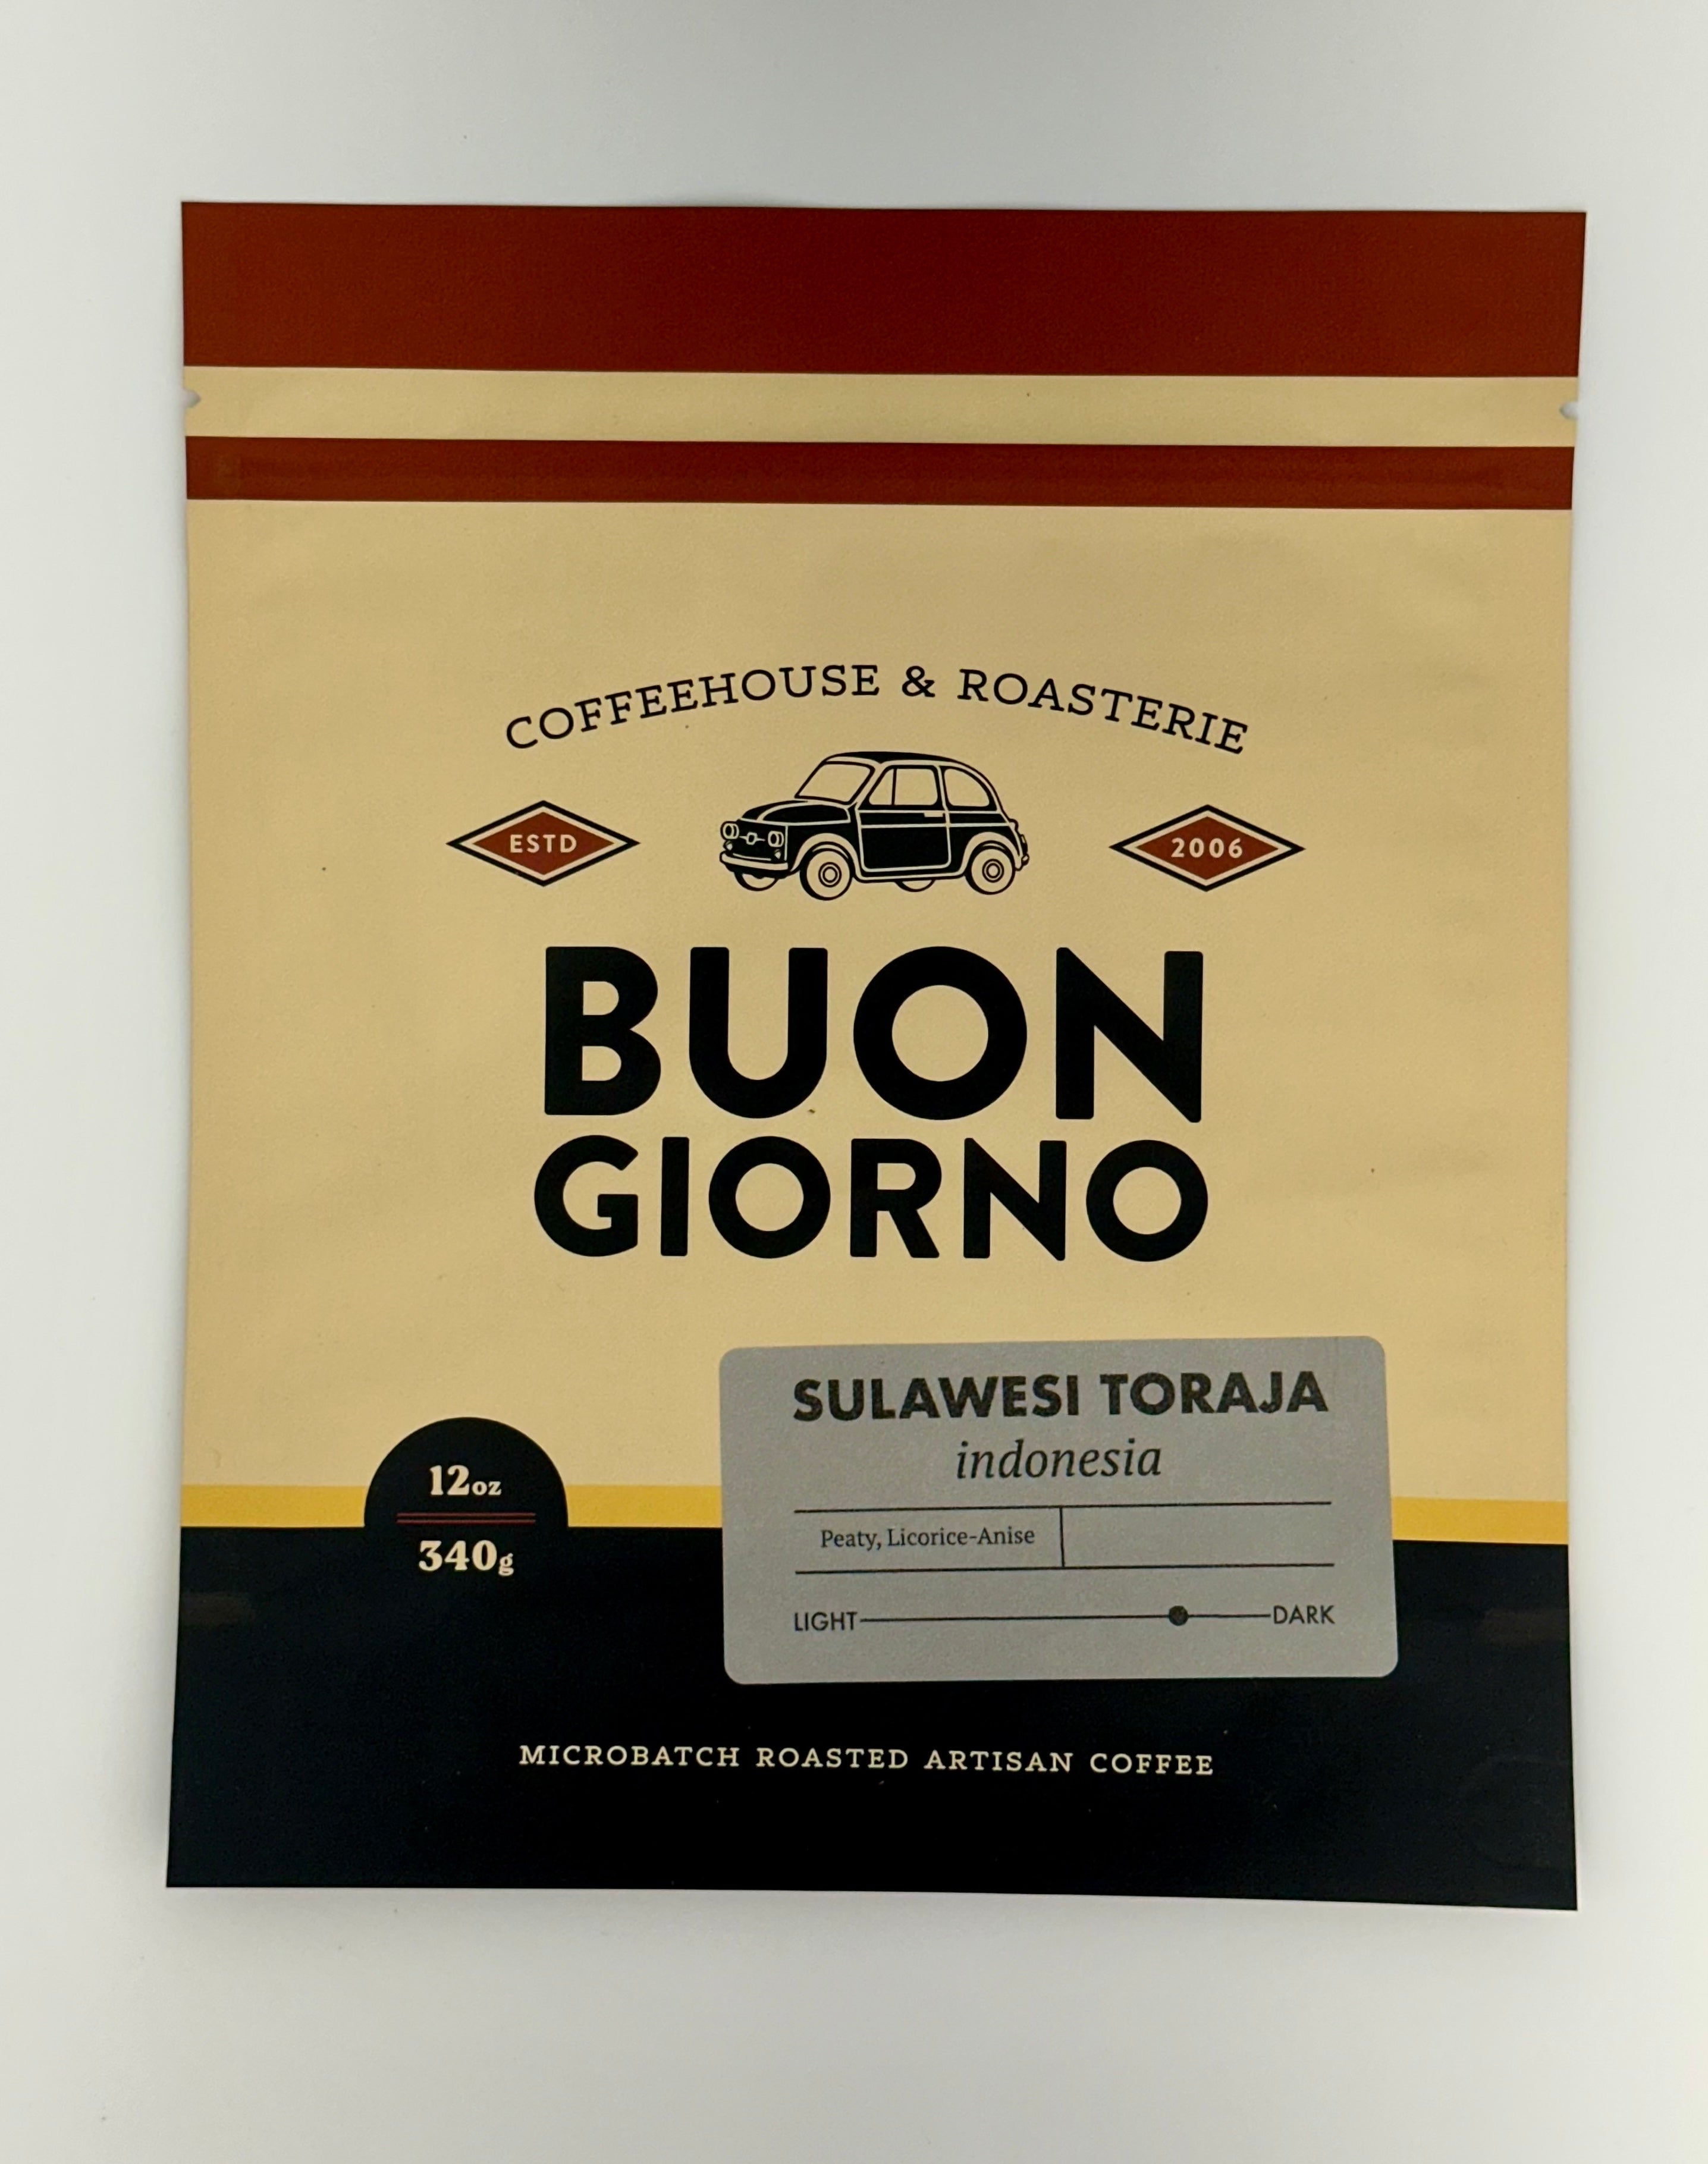 COFFEEHOUSE & ROASTERIE
ESTD
2006
BUON
GIORNO
12oz
340g
SULAWESI TORAJA
indonesia
Peaty, Licorice-Anise
LIGHT DARK
MICROBATCH ROASTED ARTISAN COFFEE